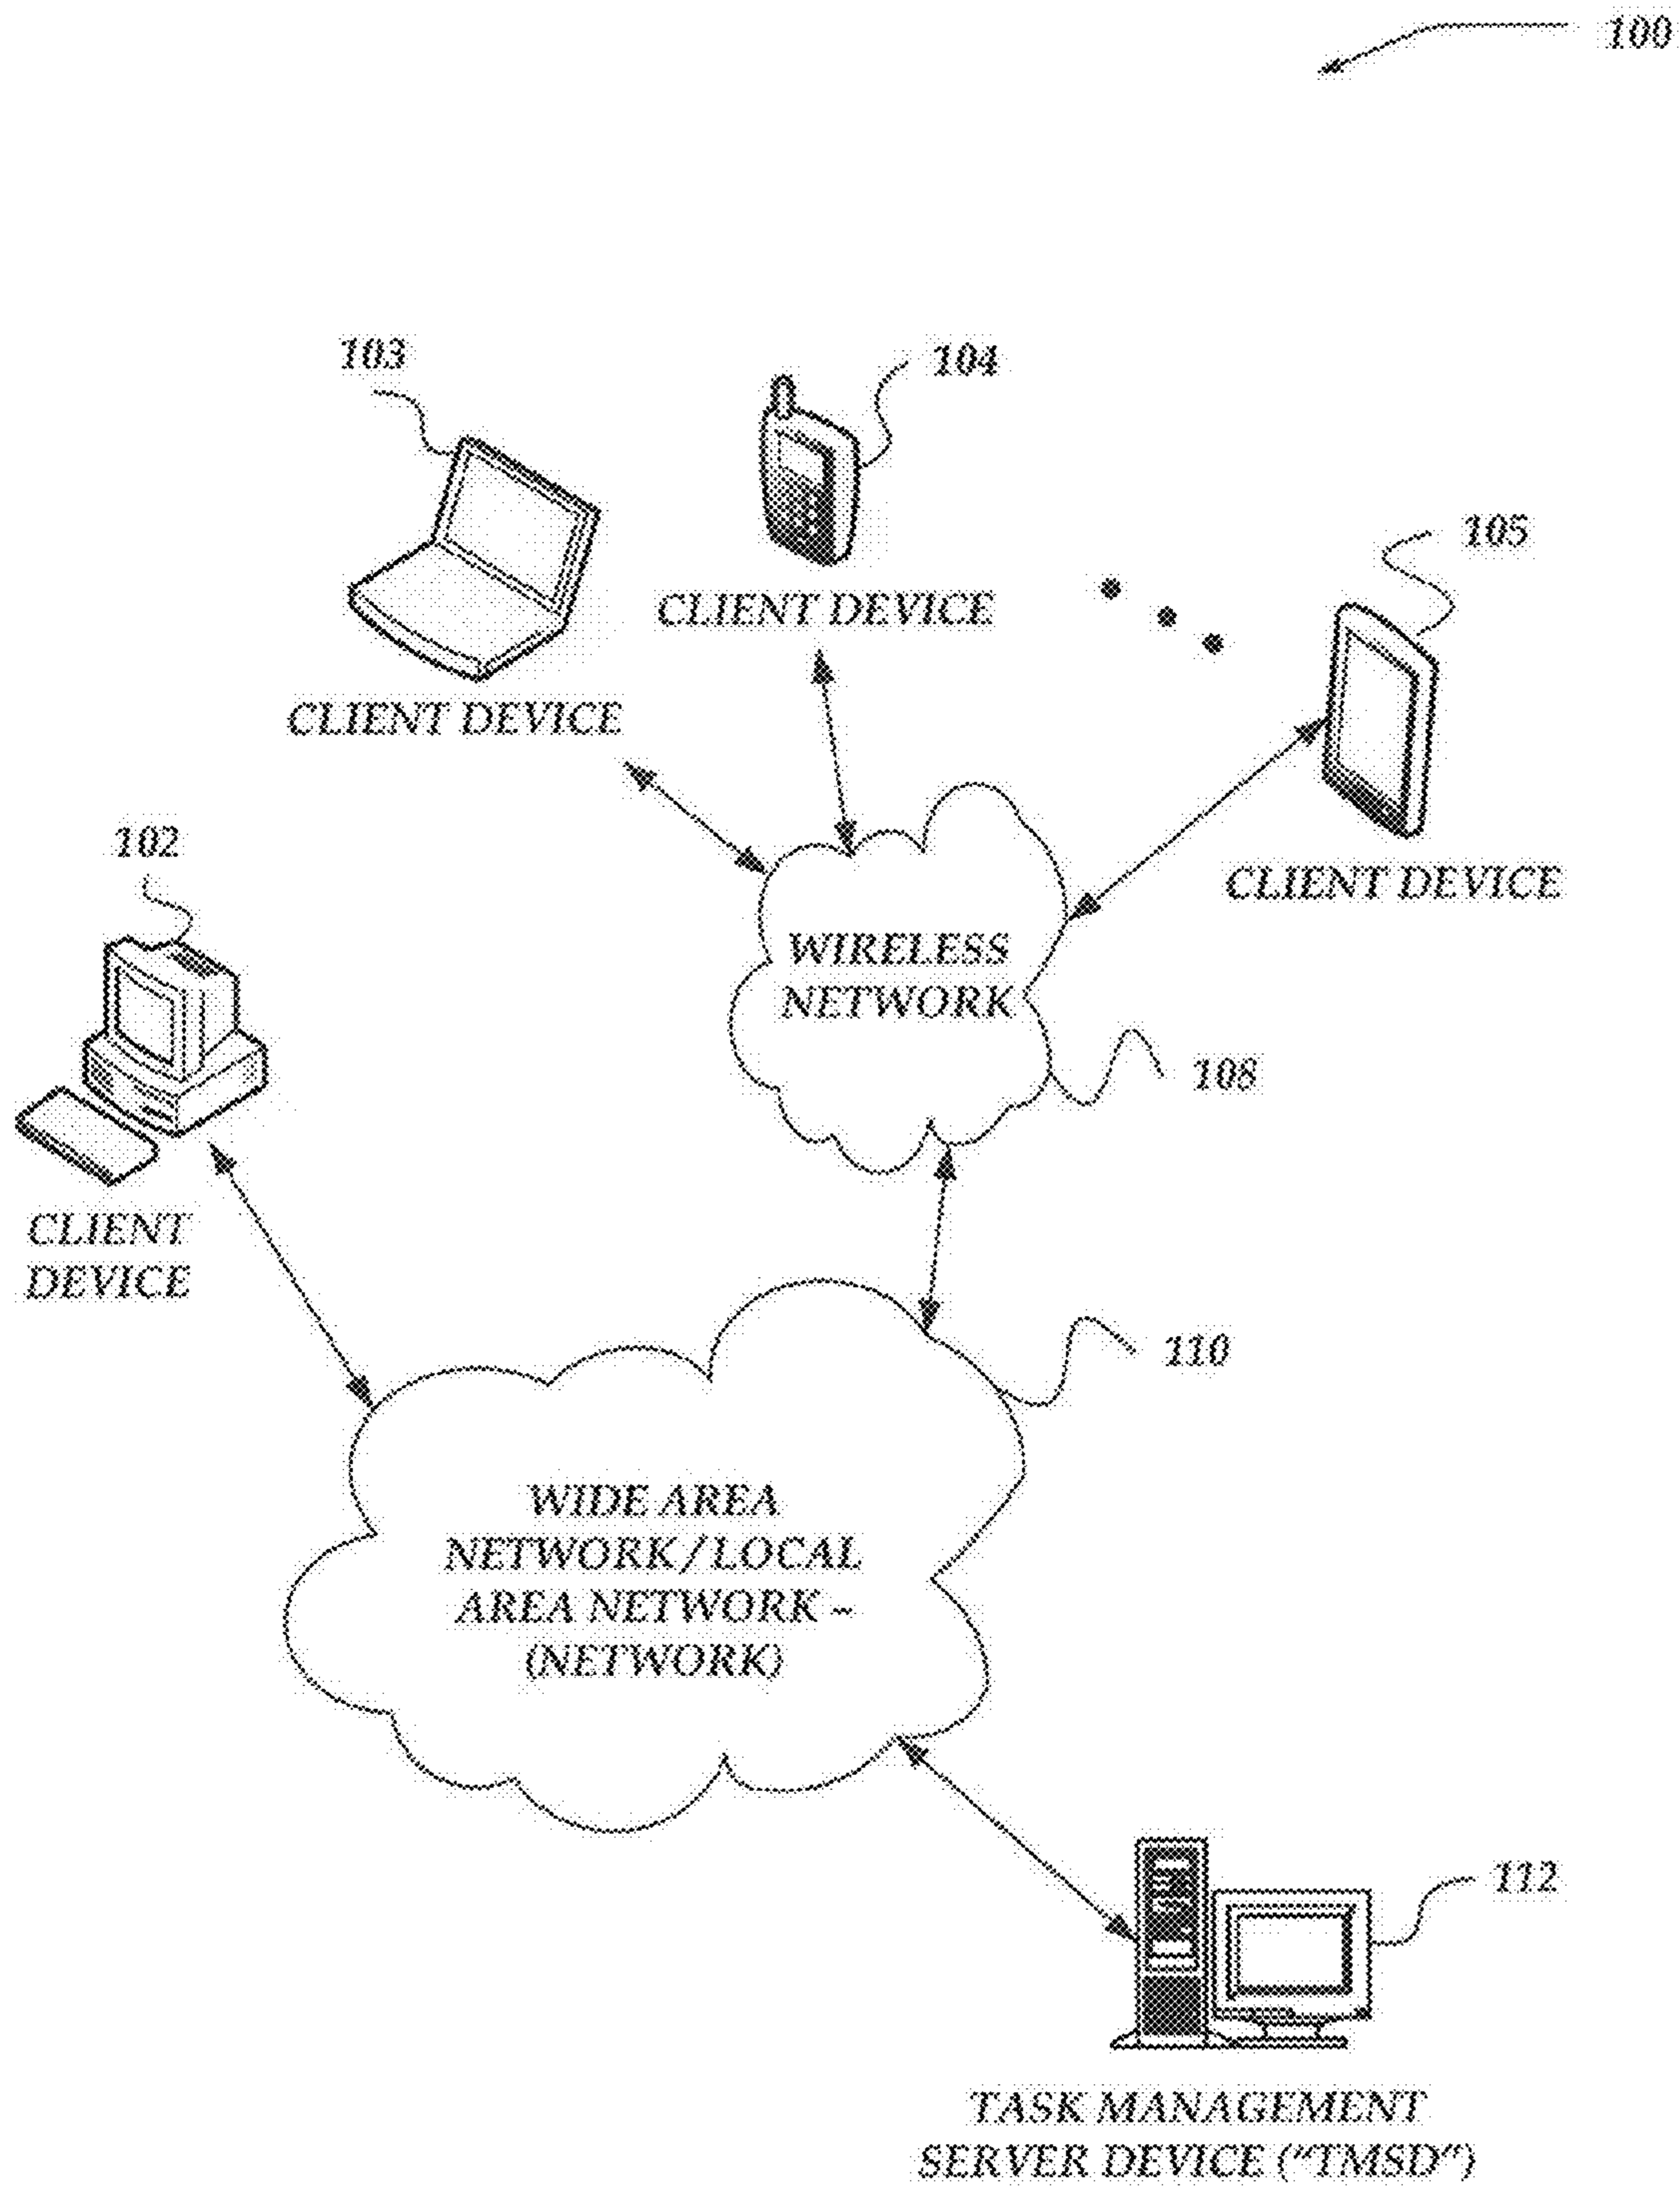 100
103
104
105
CLIENT DEVICE
CLIENT DEVICE
102
CLIENT DEVICE
WIRELESS
NETWORK
108
CLIENT
DEVICE
110
WIDE AREA
NETWORK/LOCAL
AREA NETWORK –
(NETWORK)
112
TASK MANAGEMENT
SERVER DEVICE (“TMSD”)